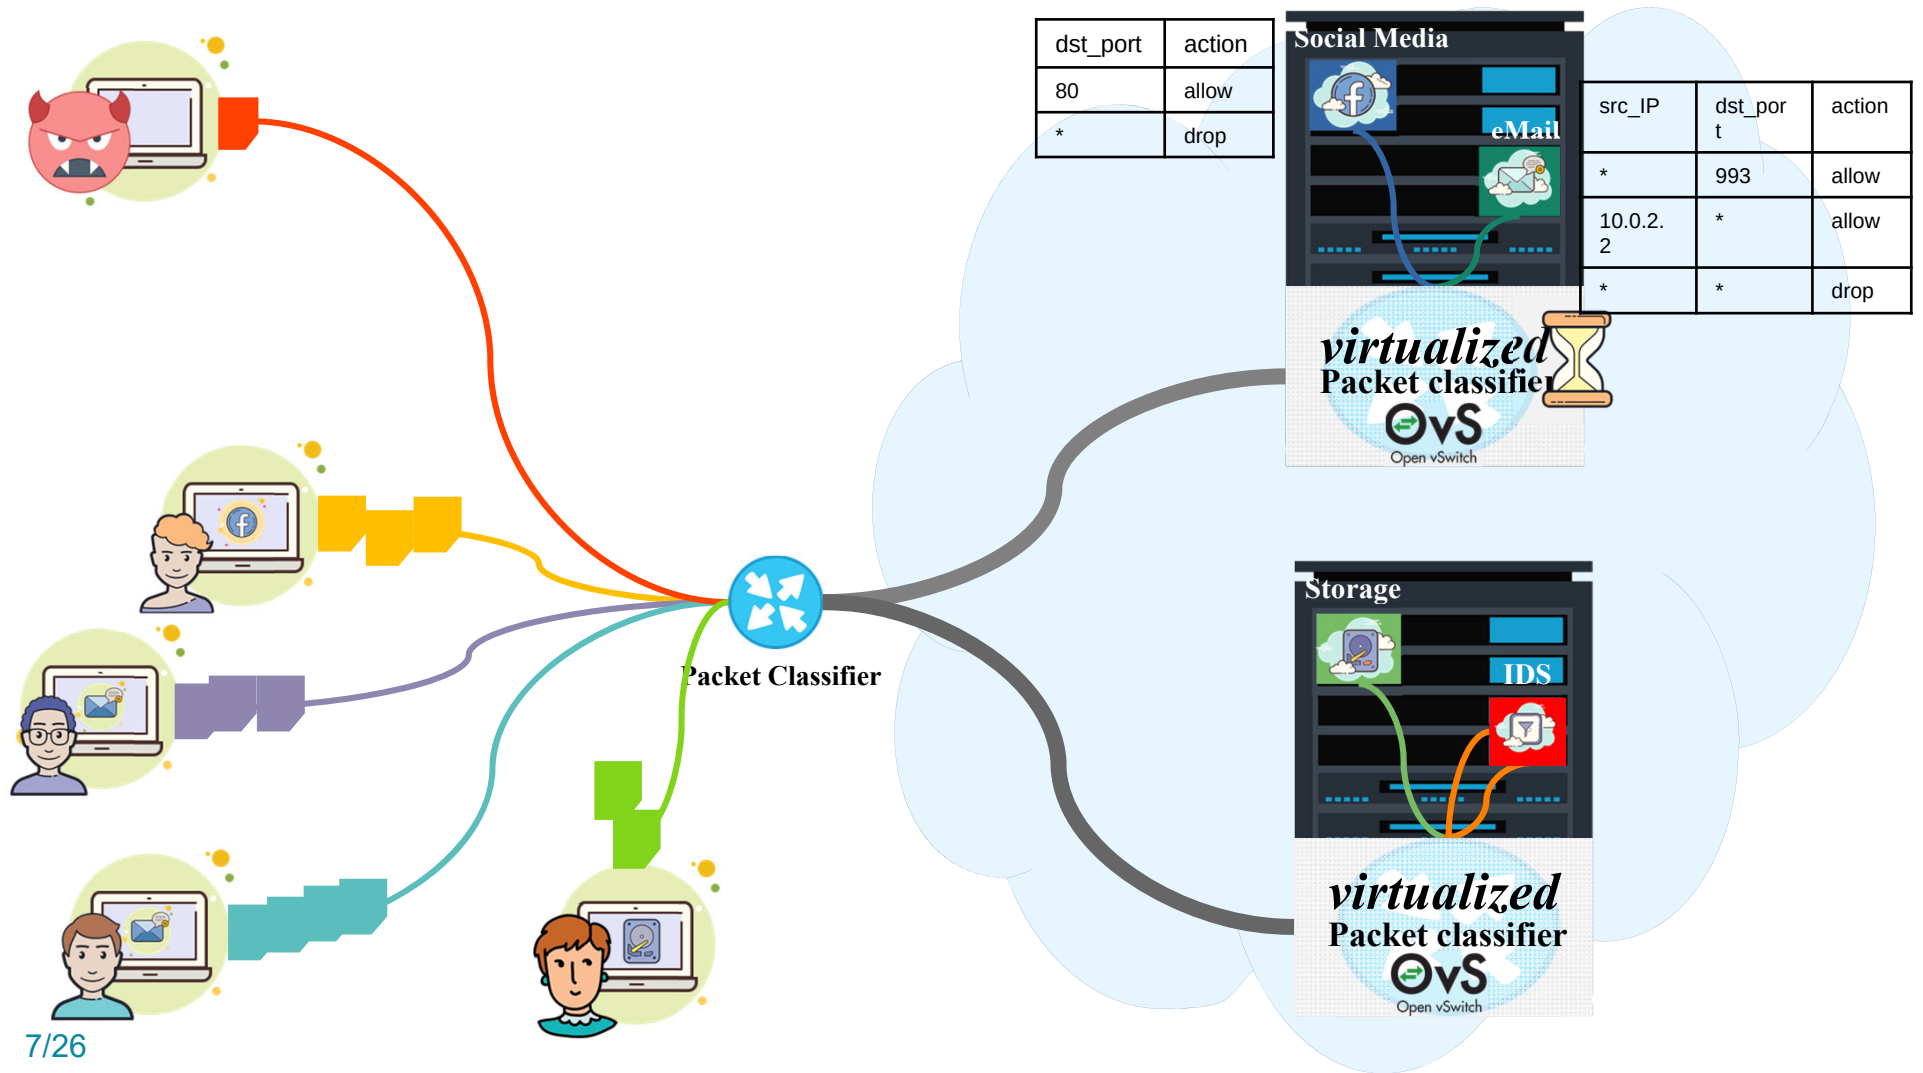 dst_port action
80 allow
* drop
Social Media
eMail
src_IP dst_por
t action
* 993 allow
10.0.2.
2 * allow
* * drop
virtualized
Packet classifier
OvS
Open vSwitch
Packet Classifier
Storage
IDS
virtualized
Packet classifier
OvS
Open vSwitch
7/26